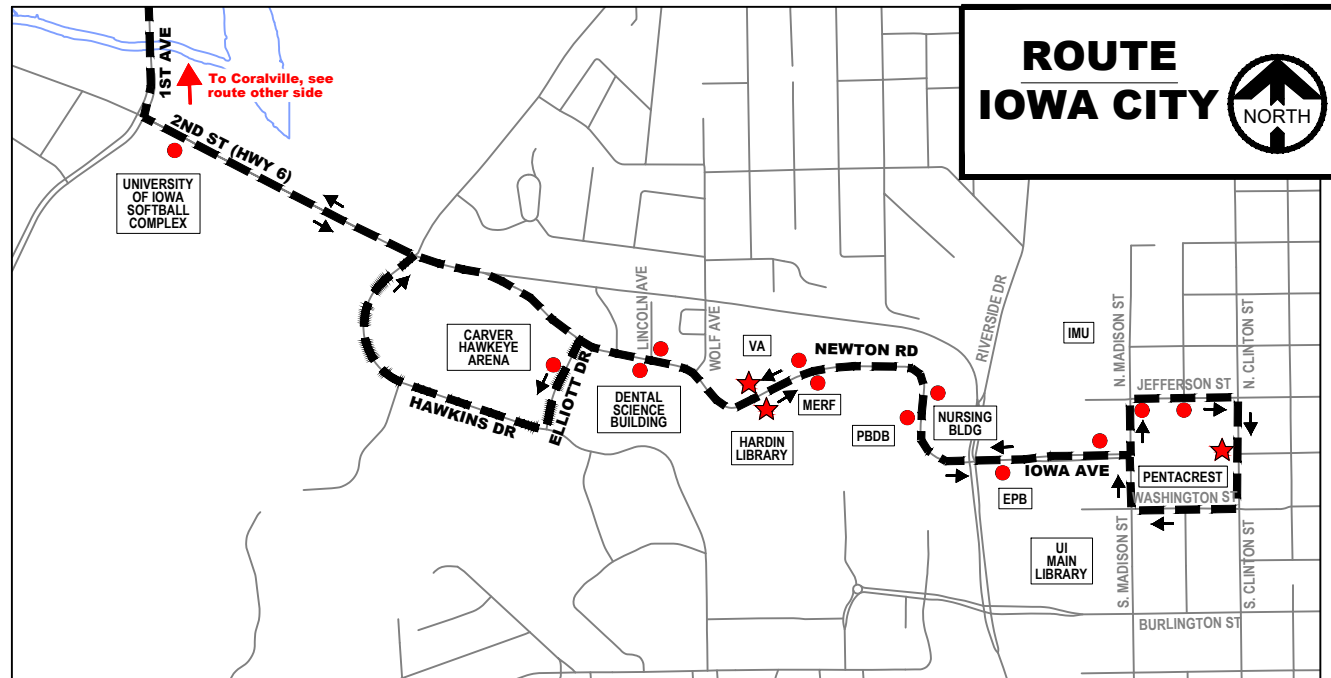 ROUTE
IOWA CITY
NORTH
1ST AVE
To Coralville, see
route other side
2ND ST (HWY 6)
UNIVERSITY
OF IOWA
SOFTBALL
COMPLEX
CARVER
HAWKEYE
ARENA
HAWKINS DR
ELLIOTT DR
LINCOLN AVE
DENTAL
SCIENCE
BUILDING
WOLF AVE
VA
HARDIN
LIBRARY
NEWTON RD
MERF
PBDB
NURSING
BLDG
RIVERSIDE DR
IMU
N. MADISON ST
N. CLINTON ST
JEFFERSON ST
IOWA AVE
EPB
PENTACREST
WASHINGTON ST
UI
MAIN
LIBRARY
S. MADISON ST
S. CLINTON ST
BURLINGTON ST